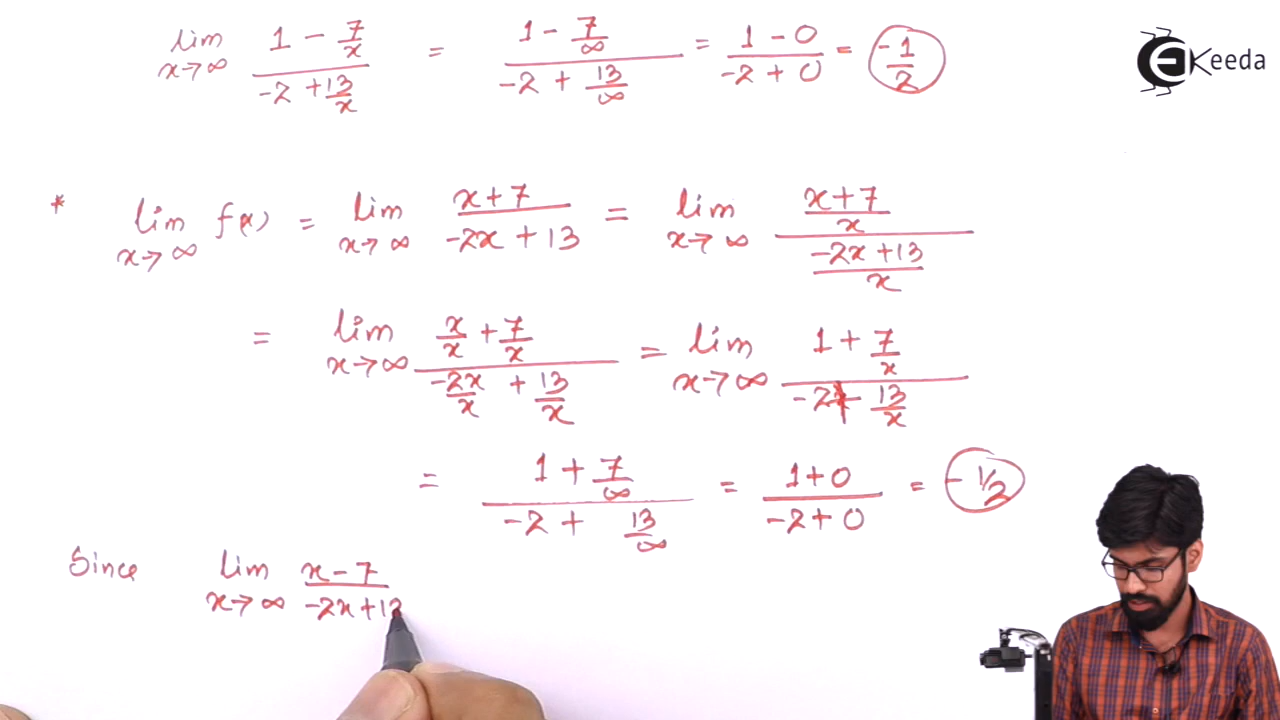 lim x→∞ (1 - 7/x)/(-2 + 13/x) = (1 - 7/∞)/(-2 + 13/∞) = (1 - 0)/(-2 + 0) = -1/2
EKeeda
* lim x→∞ f(x) = lim x→∞ (x+7)/(-2x+13) = lim x→∞ ((x+7)/x)/((-2x+13)/x)
= lim x→∞ (x/x + 7/x)/(-2x/x + 13/x) = lim x→∞ (1 + 7/x)/(-2 + 13/x)
= (1 + 7/∞)/(-2 + 13/∞) = (1+0)/(-2+0) = -1/2
Since lim x→∞ (x-7)/(-2x+13